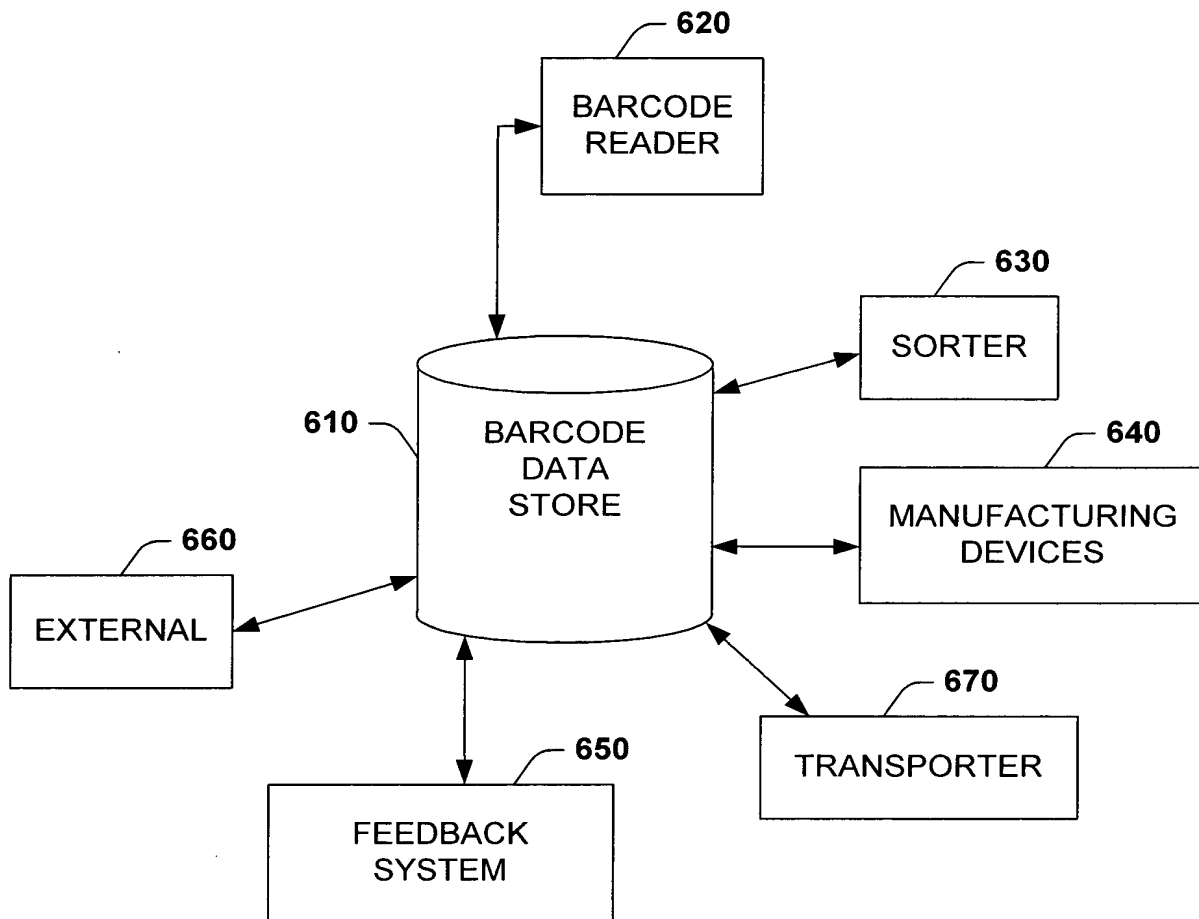 620
BARCODE
READER
630
SORTER
610
BARCODE
DATA
STORE
640
MANUFACTURING
DEVICES
660
EXTERNAL
670
TRANSPORTER
650
FEEDBACK
SYSTEM